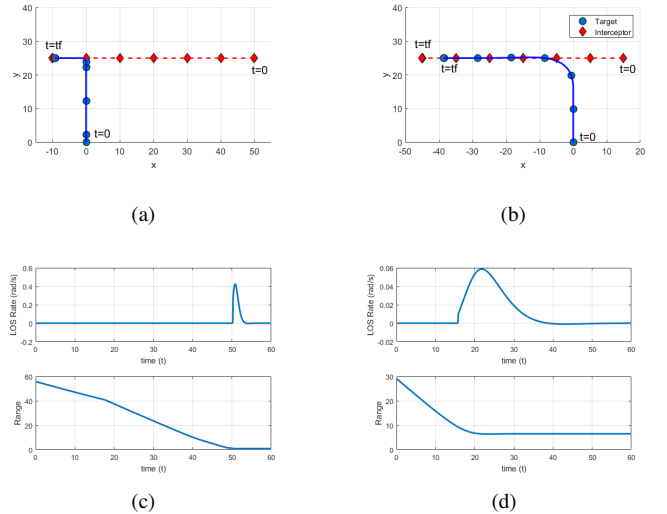 40
30
20
10
0
y
t=tf
t=0
t=0
-10 0 10 20 30 40 50
x
(a)
40
30
20
10
0
y
t=tf
t=tf
t=0
t=0
Target
Interceptor
-50 -40 -30 -20 -10 0 10 20
x
(b)
0.6
0.4
0.2
0
-0.2
LOS Rate (rad/s)
0 10 20 30 40 50 60
time (t)
60
40
20
0
Range
0 10 20 30 40 50 60
time (t)
(c)
0.06
0.04
0.02
0
-0.02
LOS Rate (rad/s)
0 10 20 30 40 50 60
time (t)
30
20
10
0
Range
0 10 20 30 40 50 60
time (t)
(d)